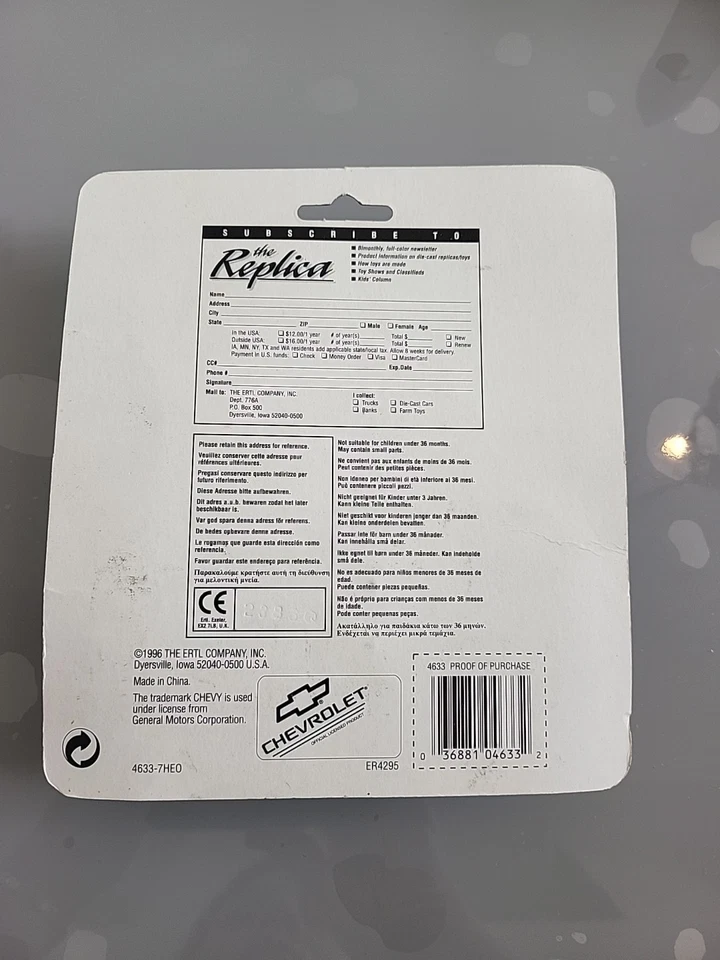 SUBSCRIBE TO
the
Replica
■ Bimonthly, full-color newsletter
■ Product information on die-cast replicas/toys
■ How toys are made
■ Toy Shows and Classifieds
■ Kids' Column
Name
Address
City
State ZIP ☐ Male ☐ Female Age
In the USA: ☐ $12.00/1 year # of year(s) Total $ ☐ New
Outside USA: ☐ $16.00/1 year # of year(s) Total $ ☐ Renew
IA, MN, NY, TX and WA residents add applicable state/local tax. Allow 6 weeks for delivery.
Payment in U.S. funds: ☐ Check ☐ Money Order ☐ Visa ☐ MasterCard
CC# Exp. Date
Phone #
Signature
Mail to: THE ERTL COMPANY, INC.
Dept. 776A
P.O. Box 500
Dyersville, Iowa 52040-0500
I collect:
☐ Trucks ☐ Die-Cast Cars
☐ Banks ☐ Farm Toys
Please retain this address for reference.
Veuillez conserver cette adresse pour
références ultérieures.
Pregasi conservare questo indirizzo per
futuro riferimento.
Diese Adresse bitte aufbewahren.
Dit adres a.u.b. bewaren zodat het later
beschikbaar is.
Var god spara denna adress för referens.
De bedes opbevare denne adresse.
Le rogamos que guarde esta dirección como
referencia.
Favor guardar este endereço para referência.
Παρακαλούμε κρατήστε αυτή τη διεύθυνση
για μελοντική μνεία.
CE
Ertl, Exeter,
EX2 7LB, U.K.
Not suitable for children under 36 months.
May contain small parts.
Ne convient pas aux enfants de moins de 36 mois.
Peut contenir des petites pièces.
Non idoneo per bambini di età inferiore ai 36 mesi.
Può contenere piccoli pezzi.
Nicht geeignet für Kinder unter 3 Jahren.
Kann kleine Teile enthalten.
Niet geschikt voor kinderen jonger dan 36 maanden.
Kan kleine onderdelen bevatten.
Passar inte för barn under 36 månader.
Kan innehålla små delar.
Ikke egnet til børn under 36 måneder. Kan indeholde
små dele.
No es adecuado para niños menores de 36 meses de
edad.
Puede contener piezas pequeñas.
Não é próprio para crianças com menos de 36 meses
de idade.
Pode conter pequenas peças.
Ακατάλληλο για παιδάκια κάτω των 36 μηνών.
Ενδέχεται να περιέχει μικρά τεμάχια.
©1996 THE ERTL COMPANY, INC.
Dyersville, Iowa 52040-0500 U.S.A.
Made in China.
The trademark CHEVY is used
under license from
General Motors Corporation.
CHEVROLET
OFFICIAL LICENSED PRODUCT
4633 PROOF OF PURCHASE
0 36881 04633 2
4633-7HEO
ER4295